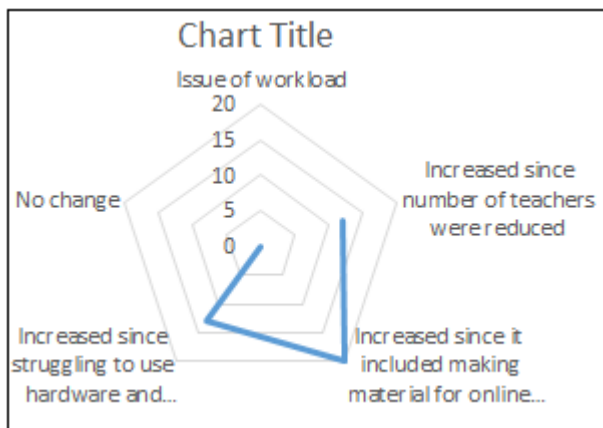 Chart Title
Issue of workload
20
15
10
5
0
Increased since
number of teachers
were reduced
Increased since it
included making
material for online...
Increased since
struggling to use
hardware and...
No change